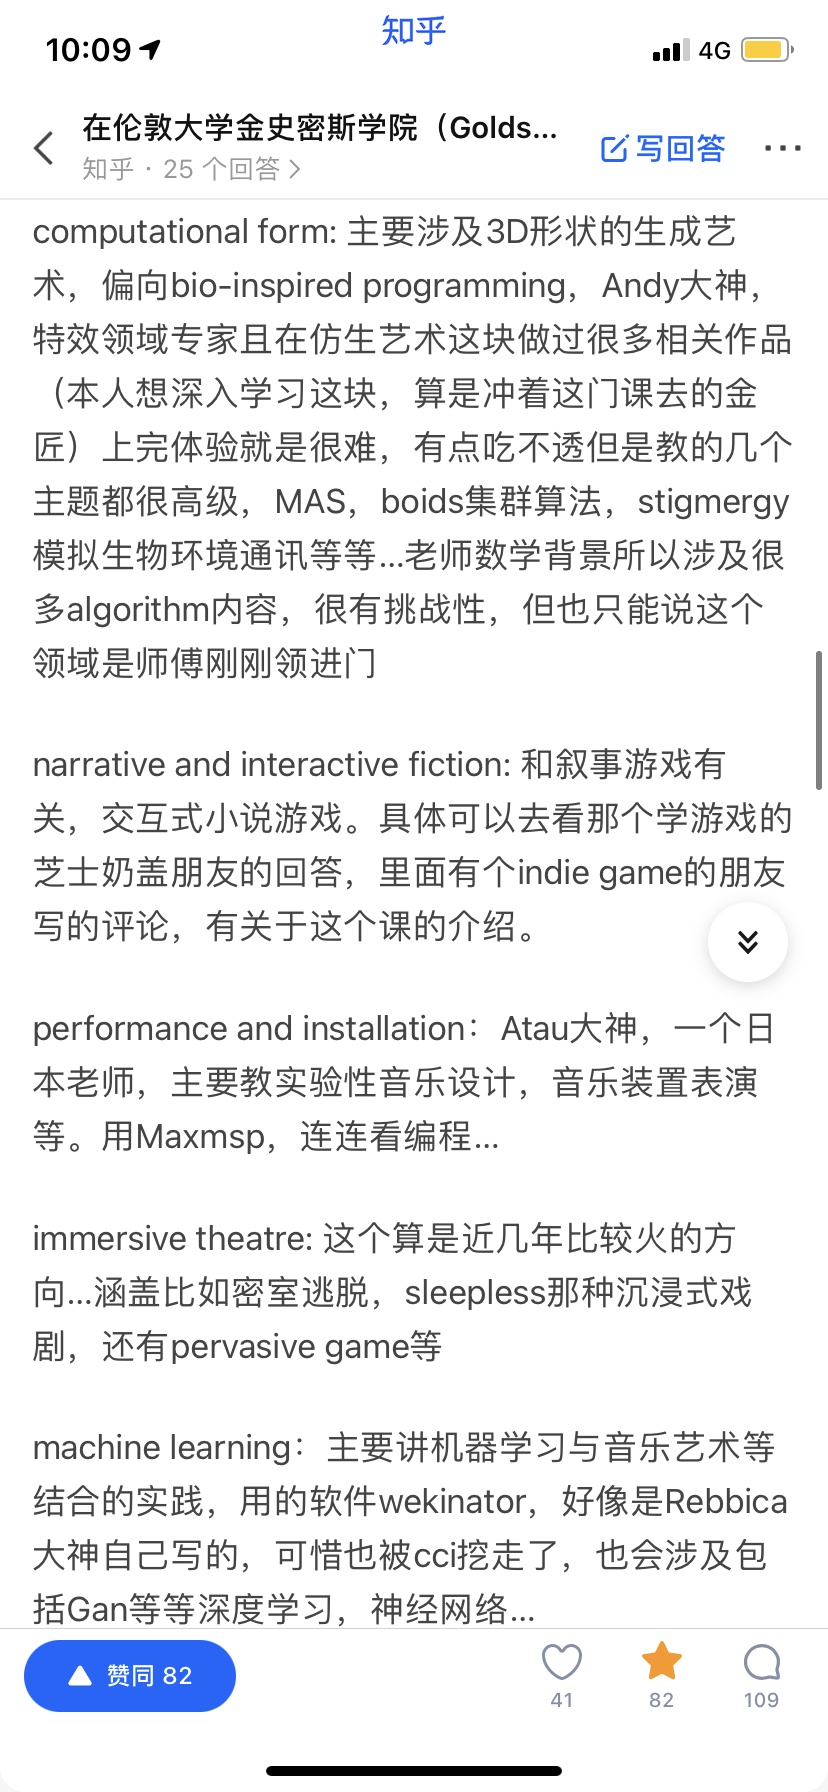 知乎
10:09
4G
在伦敦大学金史密斯学院（Golds...
知乎 · 25 个回答
写回答
computational form: 主要涉及3D形状的生成艺
术，偏向bio-inspired programming，Andy大神，
特效领域专家且在仿生艺术这块做过很多相关作品
（本人想深入学习这块，算是冲着这门课去的金
匠）上完体验就是很难，有点吃不透但是教的几个
主题都很高级，MAS，boids集群算法，stigmergy
模拟生物环境通讯等等...老师数学背景所以涉及很
多algorithm内容，很有挑战性，但也只能说这个
领域是师傅刚刚领进门
narrative and interactive fiction: 和叙事游戏有
关，交互式小说游戏。具体可以去看那个学游戏的
芝士奶盖朋友的回答，里面有个indie game的朋友
写的评论，有关于这个课的介绍。
performance and installation：Atau大神，一个日
本老师，主要教实验性音乐设计，音乐装置表演
等。用Maxmsp，连连看编程...
immersive theatre: 这个算是近几年比较火的方
向...涵盖比如密室逃脱，sleepless那种沉浸式戏
剧，还有pervasive game等
machine learning：主要讲机器学习与音乐艺术等
结合的实践，用的软件wekinator，好像是Rebbica
大神自己写的，可惜也被cci挖走了，也会涉及包
括Gan等等深度学习，神经网络...
赞同 82
41
82
109